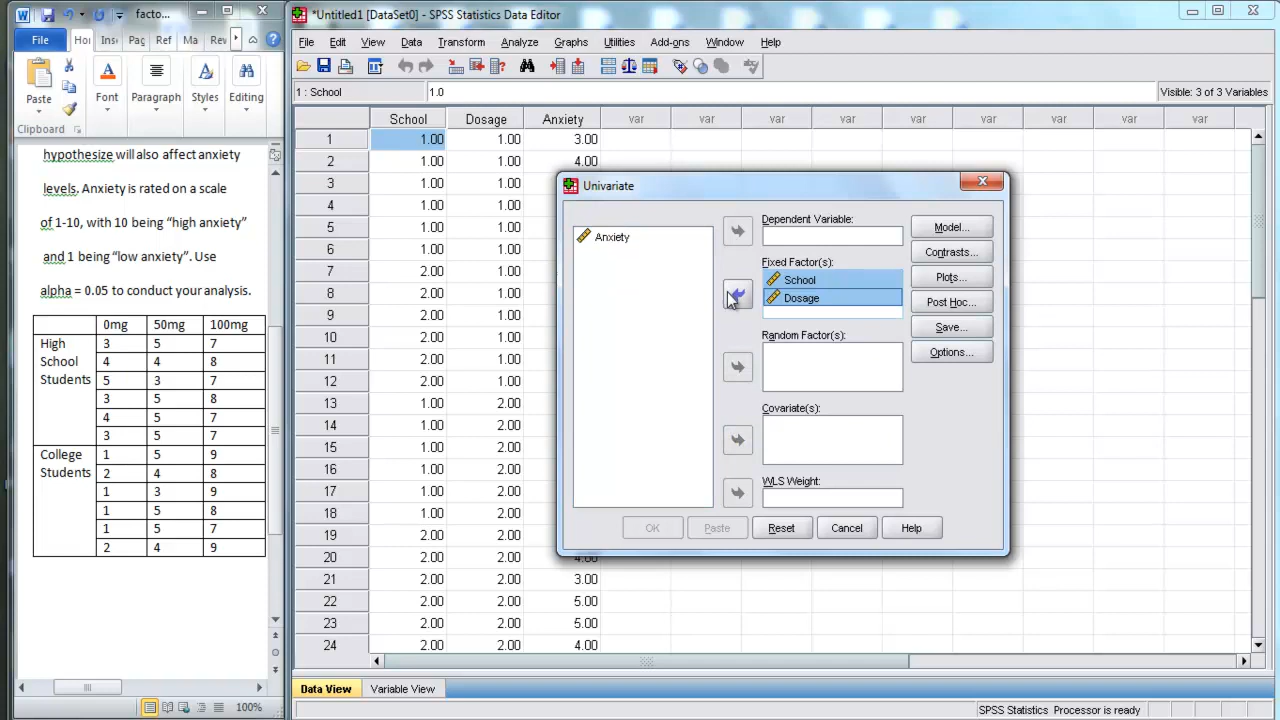 facto...
File
Hor
Ins
Pag
Ref
Ma
Rev
Paste
Font
Paragraph
Styles
Editing
Clipboard
hypothesize will also affect anxiety
levels. Anxiety is rated on a scale
of 1-10, with 10 being “high anxiety”
and 1 being “low anxiety”. Use
alpha = 0.05 to conduct your analysis.
0mg 50mg 100mg
High School Students 3 5 7
4 4 8
5 3 7
3 5 8
4 5 7
3 5 7
College Students 1 5 9
2 4 8
1 3 9
1 5 8
1 5 7
2 4 9
100%
*Untitled1 [DataSet0] - SPSS Statistics Data Editor
File Edit View Data Transform Analyze Graphs Utilities Add-ons Window Help
1 : School 1.0 Visible: 3 of 3 Variables
School Dosage Anxiety var var var var var var var var
1 1.00 1.00 3.00
2 1.00 1.00 4.00
3 1.00 1.00
4 1.00 1.00
5 1.00 1.00
6 1.00 1.00
7 2.00 1.00
8 2.00 1.00
9 2.00 1.00
10 2.00 1.00
11 2.00 1.00
12 2.00 1.00
13 1.00 2.00
14 1.00 2.00
15 1.00 2.00
16 1.00 2.00
17 1.00 2.00
18 1.00 2.00
19 2.00 2.00
20 2.00 2.00 4.00
21 2.00 2.00 3.00
22 2.00 2.00 5.00
23 2.00 2.00 5.00
24 2.00 2.00 4.00
Univariate
Anxiety
Dependent Variable:
Fixed Factor(s):
School
Dosage
Random Factor(s):
Covariate(s):
WLS Weight:
Model...
Contrasts...
Plots...
Post Hoc...
Save...
Options...
OK Paste Reset Cancel Help
Data View Variable View
SPSS Statistics Processor is ready